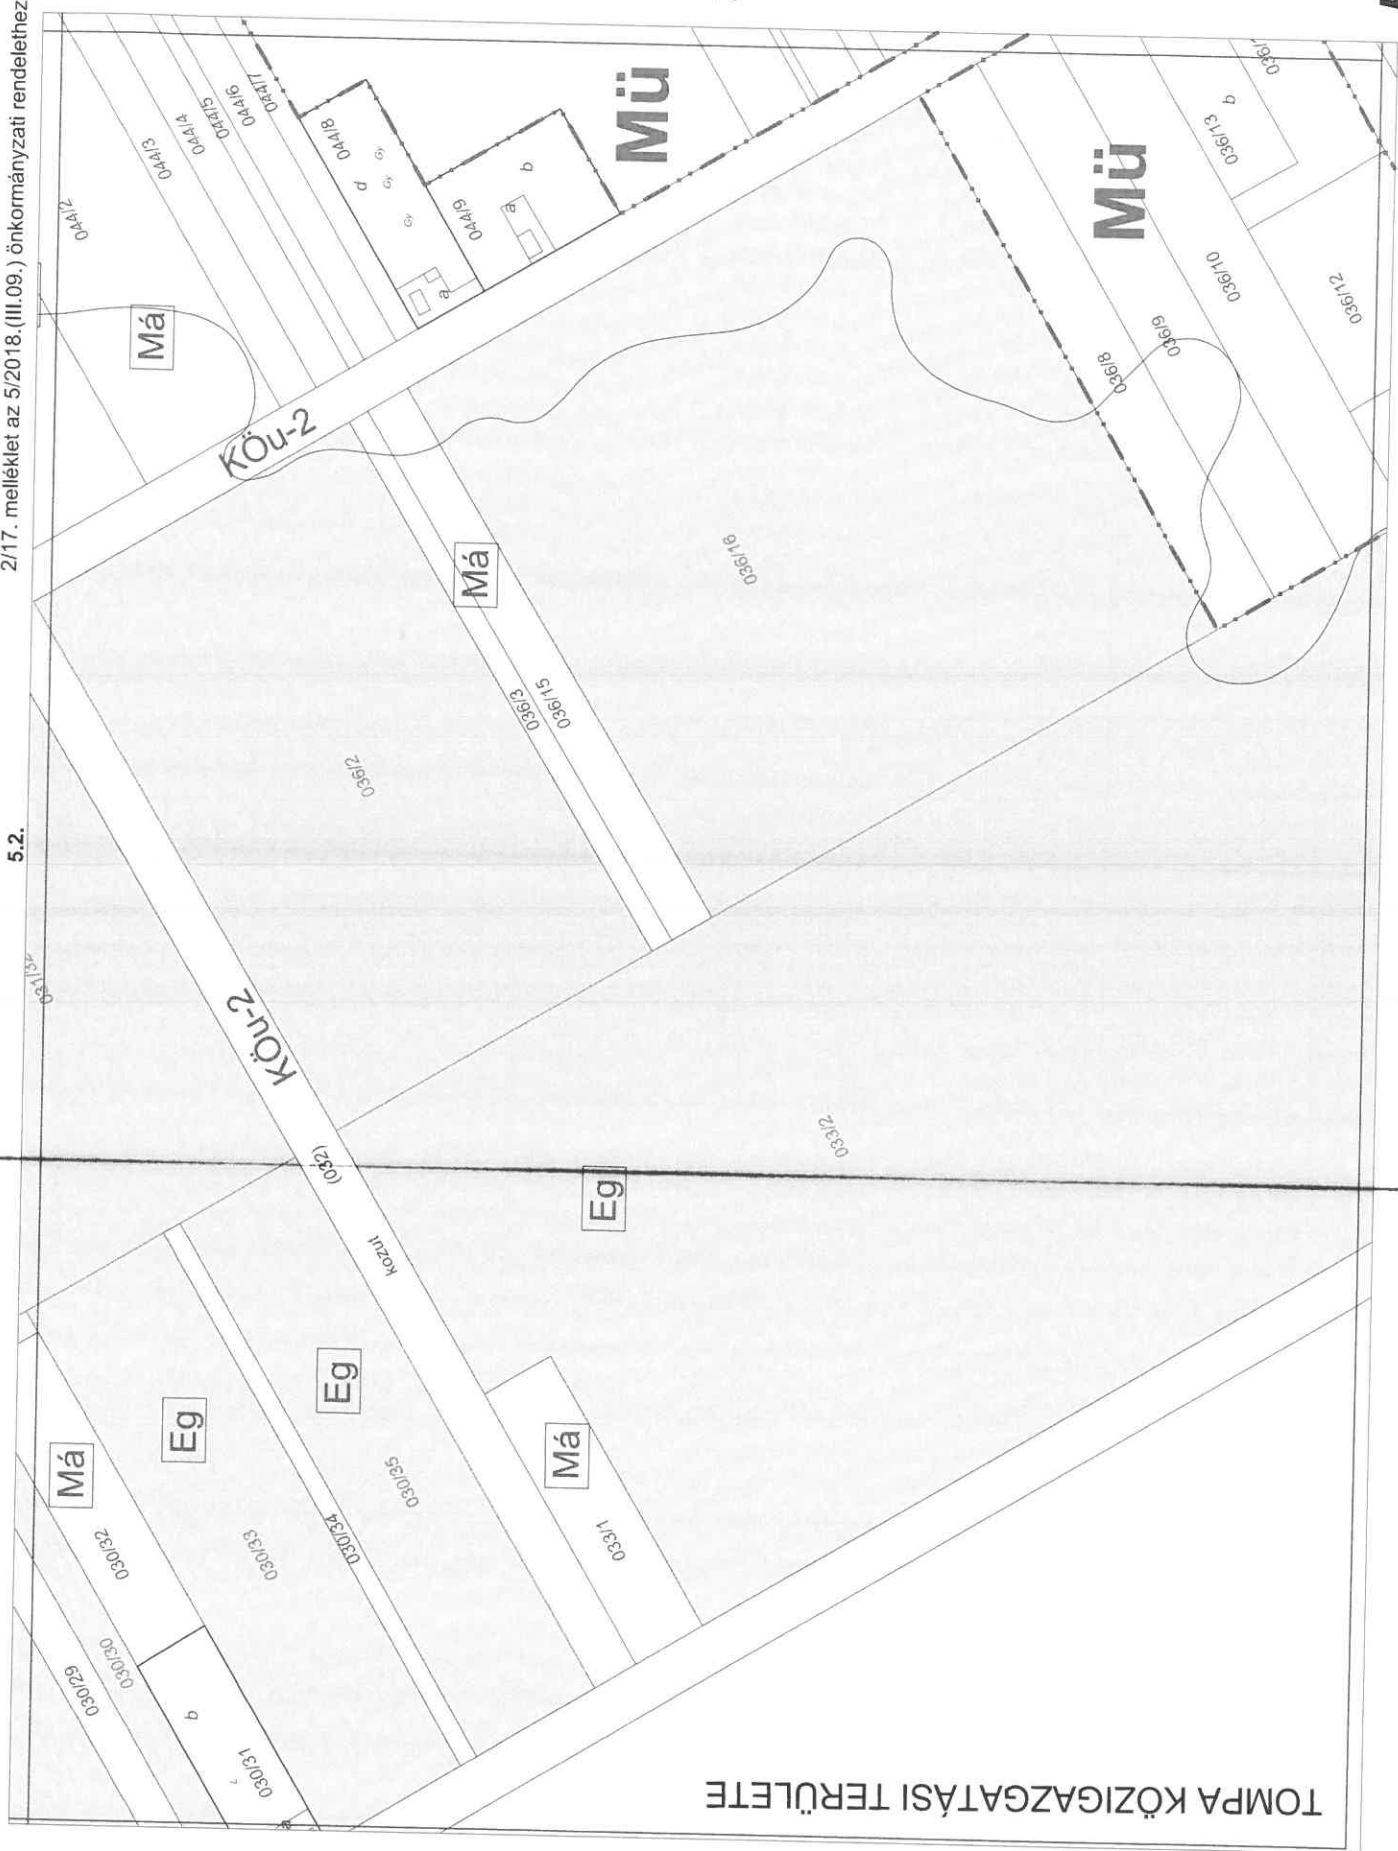 2/17. melléklet az 5/2018.(III.09.) önkormányzati rendelethez
5.2.
044/2
044/3
044/4
044/5
044/6
044/7
044/8
d
a
044/9
a
b
Mü
Má
KÖu-2
Má
036/3
036/15
036/2
036/16
036/8
036/9
036/10
036/12
036/13
b
Mü
KÖu-2
(032)
közút
033/2
Eg
Má
033/1
Eg
030/35
030/34
030/33
Eg
Má
030/32
030/30
030/29
b
030/31
a
TOMPA KÖZIGAZGATÁSI TERÜLETE